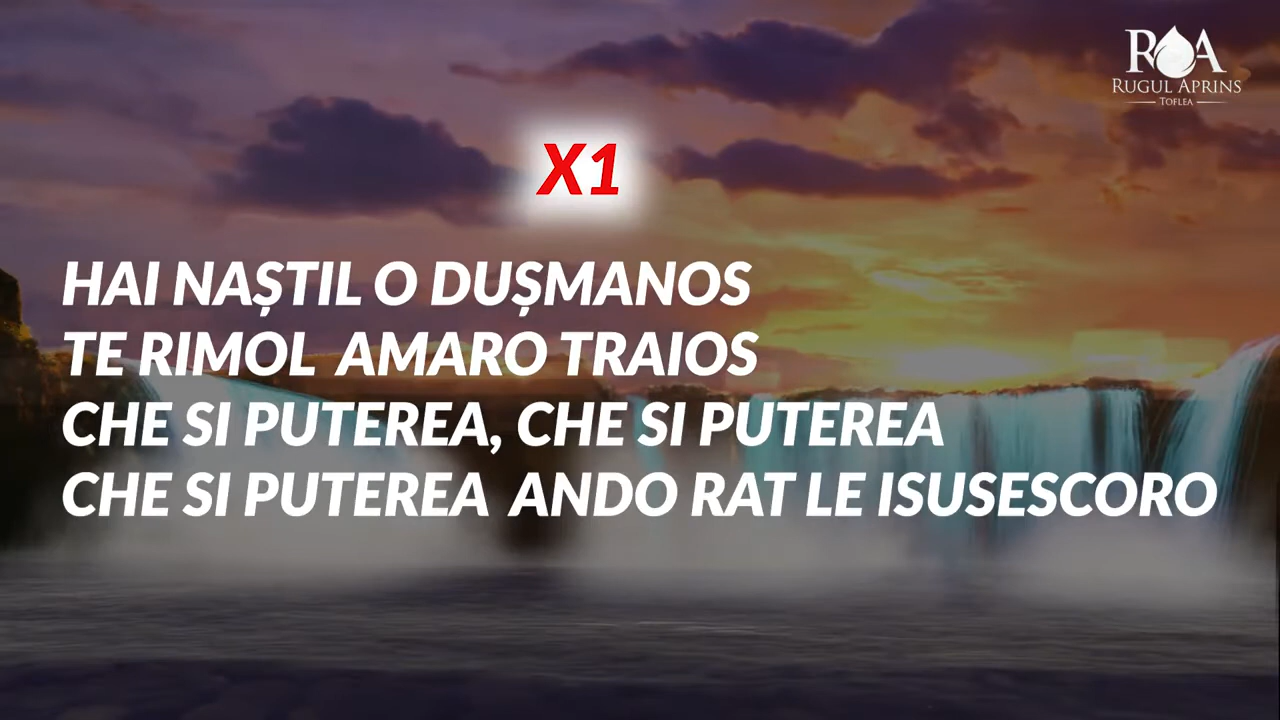 RA
RUGUL APRINS
TOFLEA
X1
HAI NAȘTIL O DUȘMANOS
TE RIMOL AMARO TRAIOS
CHE SI PUTEREA, CHE SI PUTEREA
CHE SI PUTEREA ANDO RAT LE ISUSESCORO